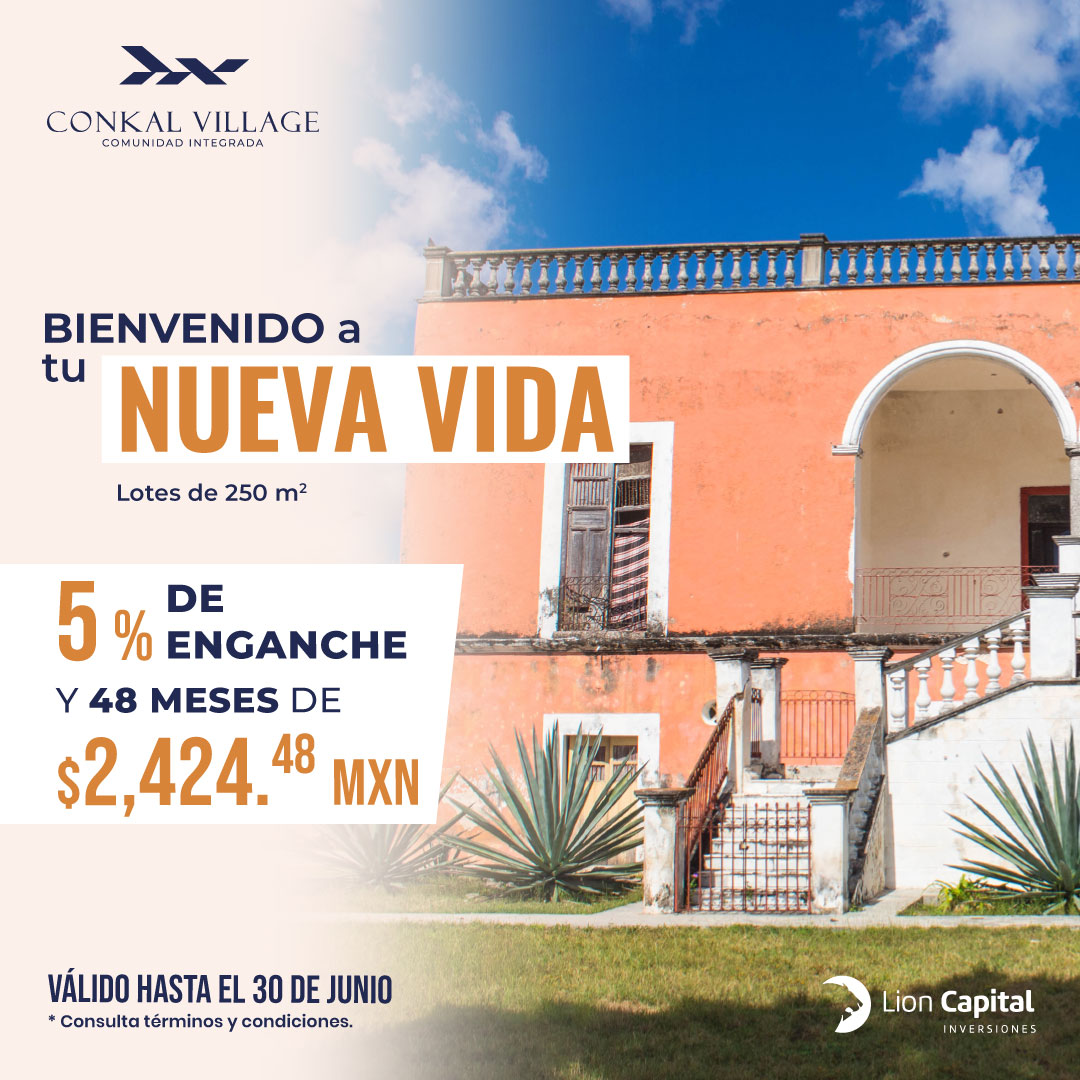 CONKAL VILLAGE
COMUNIDAD INTEGRADA
BIENVENIDO a
tu NUEVA VIDA
Lotes de 250 m²
5 % DE
ENGANCHE
Y 48 MESES DE
$2,424.48 MXN
VÁLIDO HASTA EL 30 DE JUNIO
* Consulta términos y condiciones.
Lion Capital
INVERSIONES